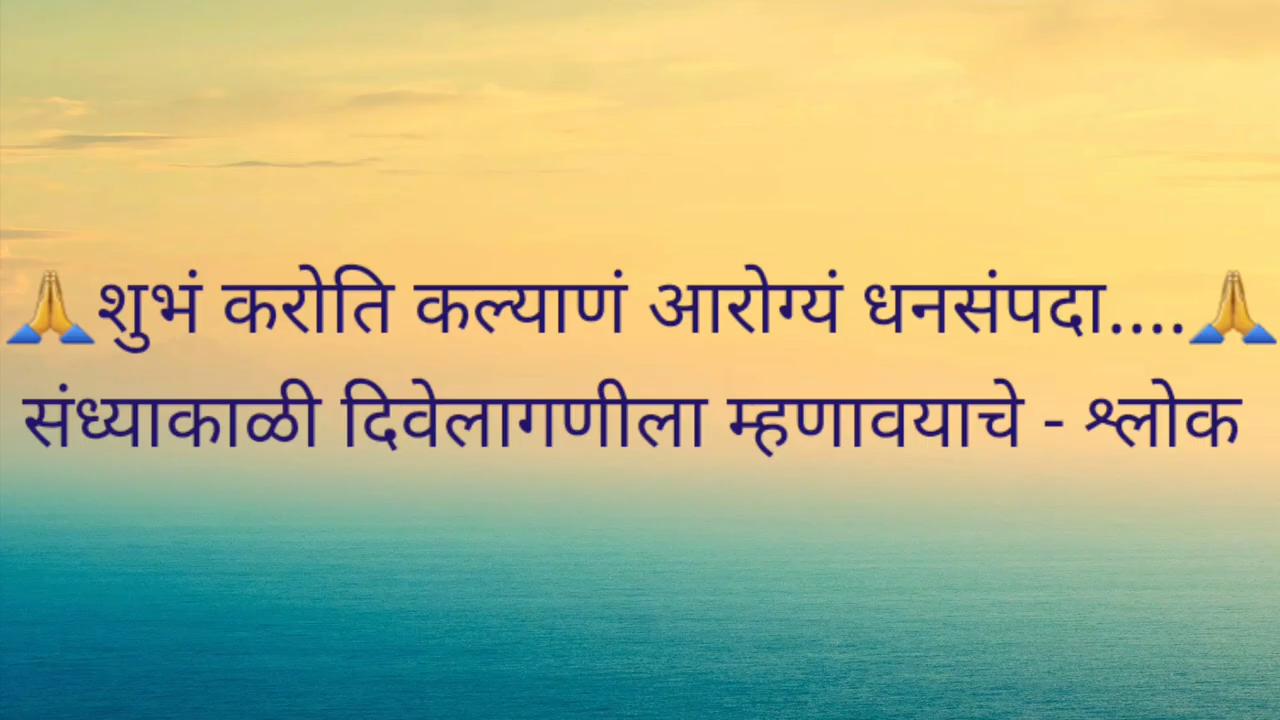 🙏शुभं करोति कल्याणं आरोग्यं धनसंपदा....🙏
संध्याकाळी दिवेलागणीला म्हणावयाचे - श्लोक